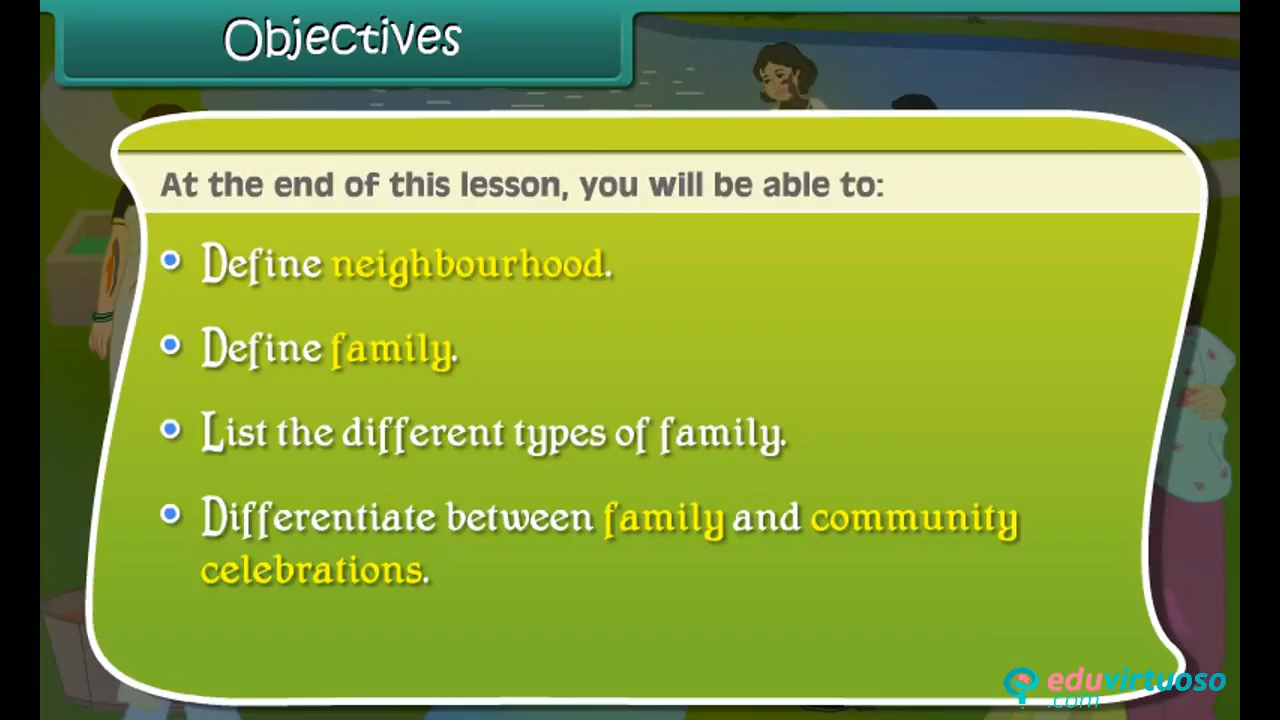 Objectives
At the end of this lesson, you will be able to:
• Define neighbourhood.
• Define family.
• List the different types of family.
• Differentiate between family and community
celebrations.
eduvirtuoso
.com